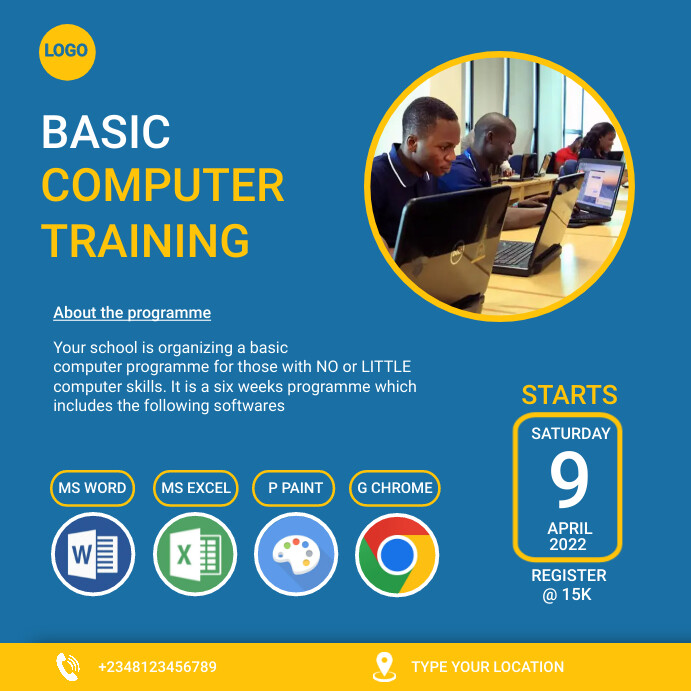 LOGO
BASIC
COMPUTER
TRAINING
About the programme
Your school is organizing a basic
computer programme for those with NO or LITTLE
computer skills. It is a six weeks programme which
includes the following softwares
MS WORD
MS EXCEL
P PAINT
G CHROME
W
X
STARTS
SATURDAY
9
APRIL
2022
REGISTER
@ 15K
+2348123456789
TYPE YOUR LOCATION